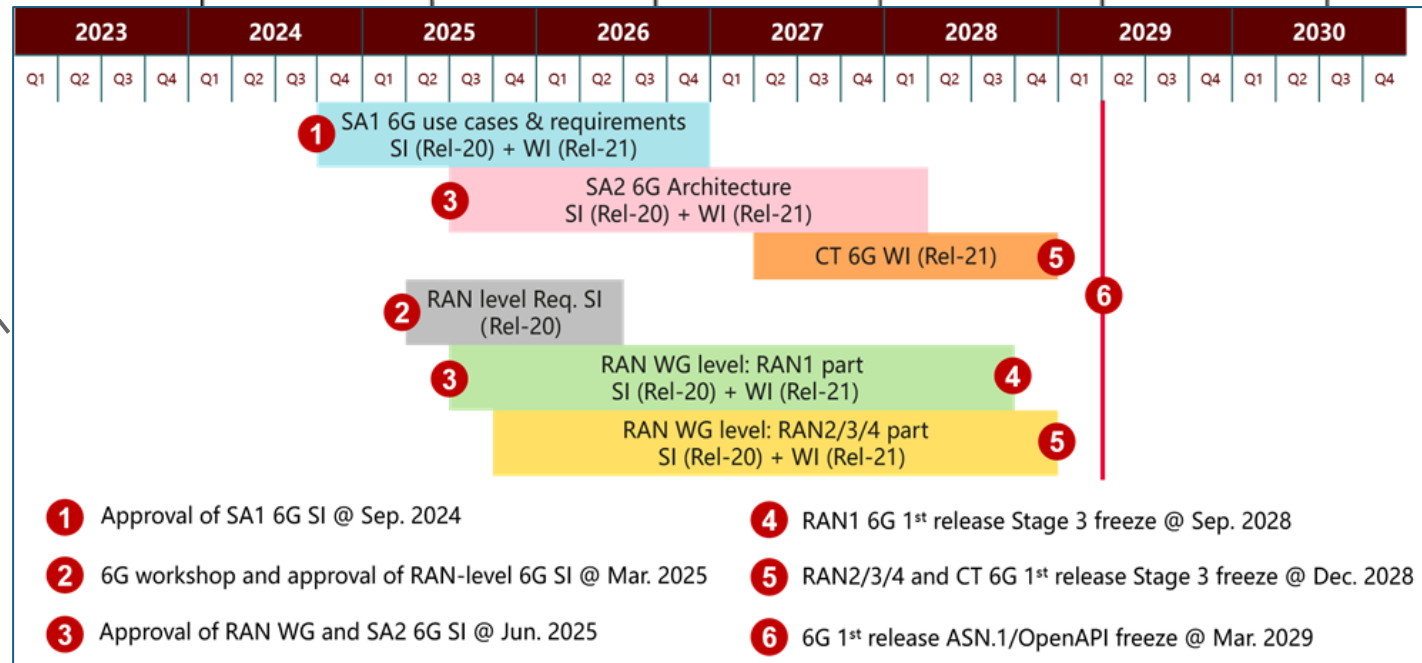 2023 2024 2025 2026 2027 2028 2029 2030
Q1 Q2 Q3 Q4 Q1 Q2 Q3 Q4 Q1 Q2 Q3 Q4 Q1 Q2 Q3 Q4 Q1 Q2 Q3 Q4 Q1 Q2 Q3 Q4 Q1 Q2 Q3 Q4 Q1 Q2 Q3 Q4
1
SA1 6G use cases & requirements
SI (Rel-20) + WI (Rel-21)
3
SA2 6G Architecture
SI (Rel-20) + WI (Rel-21)
CT 6G WI (Rel-21)
5
6
2
RAN level Req. SI
(Rel-20)
3
RAN WG level: RAN1 part
SI (Rel-20) + WI (Rel-21)
4
RAN WG level: RAN2/3/4 part
SI (Rel-20) + WI (Rel-21)
5
1 Approval of SA1 6G SI @ Sep. 2024
2 6G workshop and approval of RAN-level 6G SI @ Mar. 2025
3 Approval of RAN WG and SA2 6G SI @ Jun. 2025
4 RAN1 6G 1st release Stage 3 freeze @ Sep. 2028
5 RAN2/3/4 and CT 6G 1st release Stage 3 freeze @ Dec. 2028
6 6G 1st release ASN.1/OpenAPI freeze @ Mar. 2029